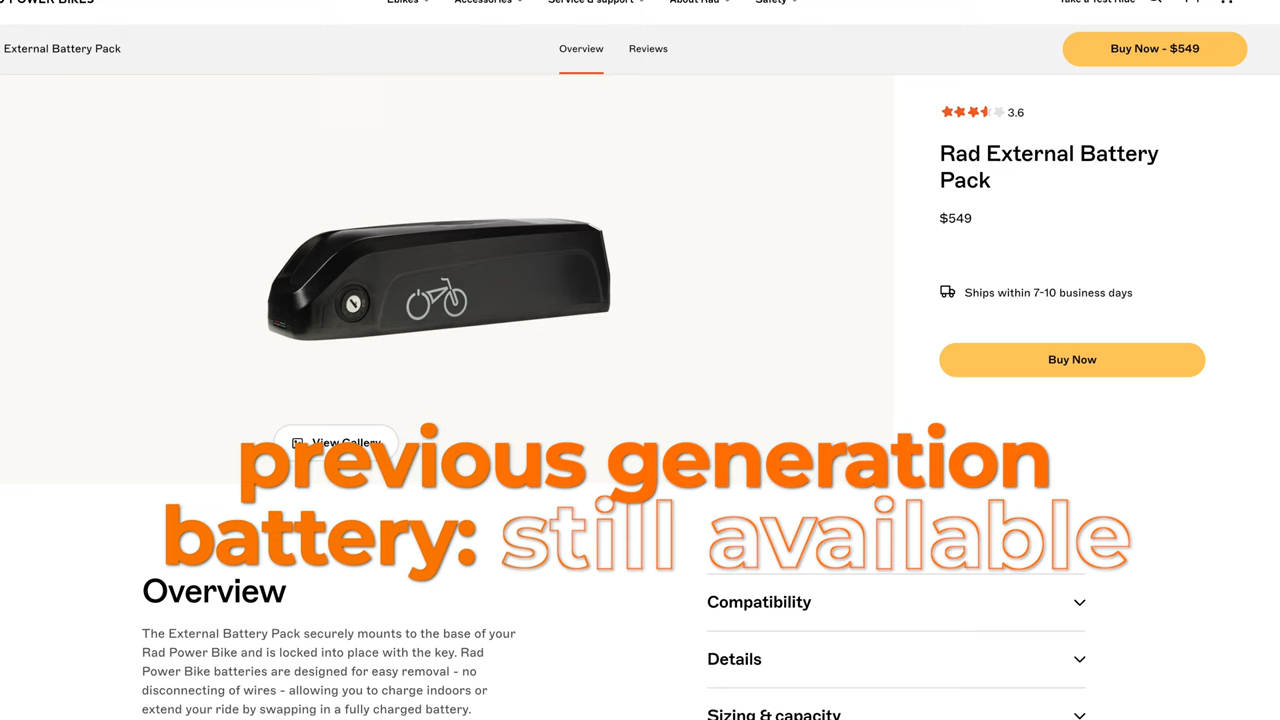 POWER BIKES
Ebikes
Accessories
Service & support
About Rad
Safety
Take a Test Ride
External Battery Pack
Overview
Reviews
Buy Now - $549
3.6
Rad External Battery
Pack
$549
Ships within 7-10 business days
Buy Now
View Gallery
previous generation
battery: still available
Overview
The External Battery Pack securely mounts to the base of your
Rad Power Bike and is locked into place with the key. Rad
Power Bike batteries are designed for easy removal - no
disconnecting of wires - allowing you to charge indoors or
extend your ride by swapping in a fully charged battery.
Compatibility
Details
Sizing & capacity